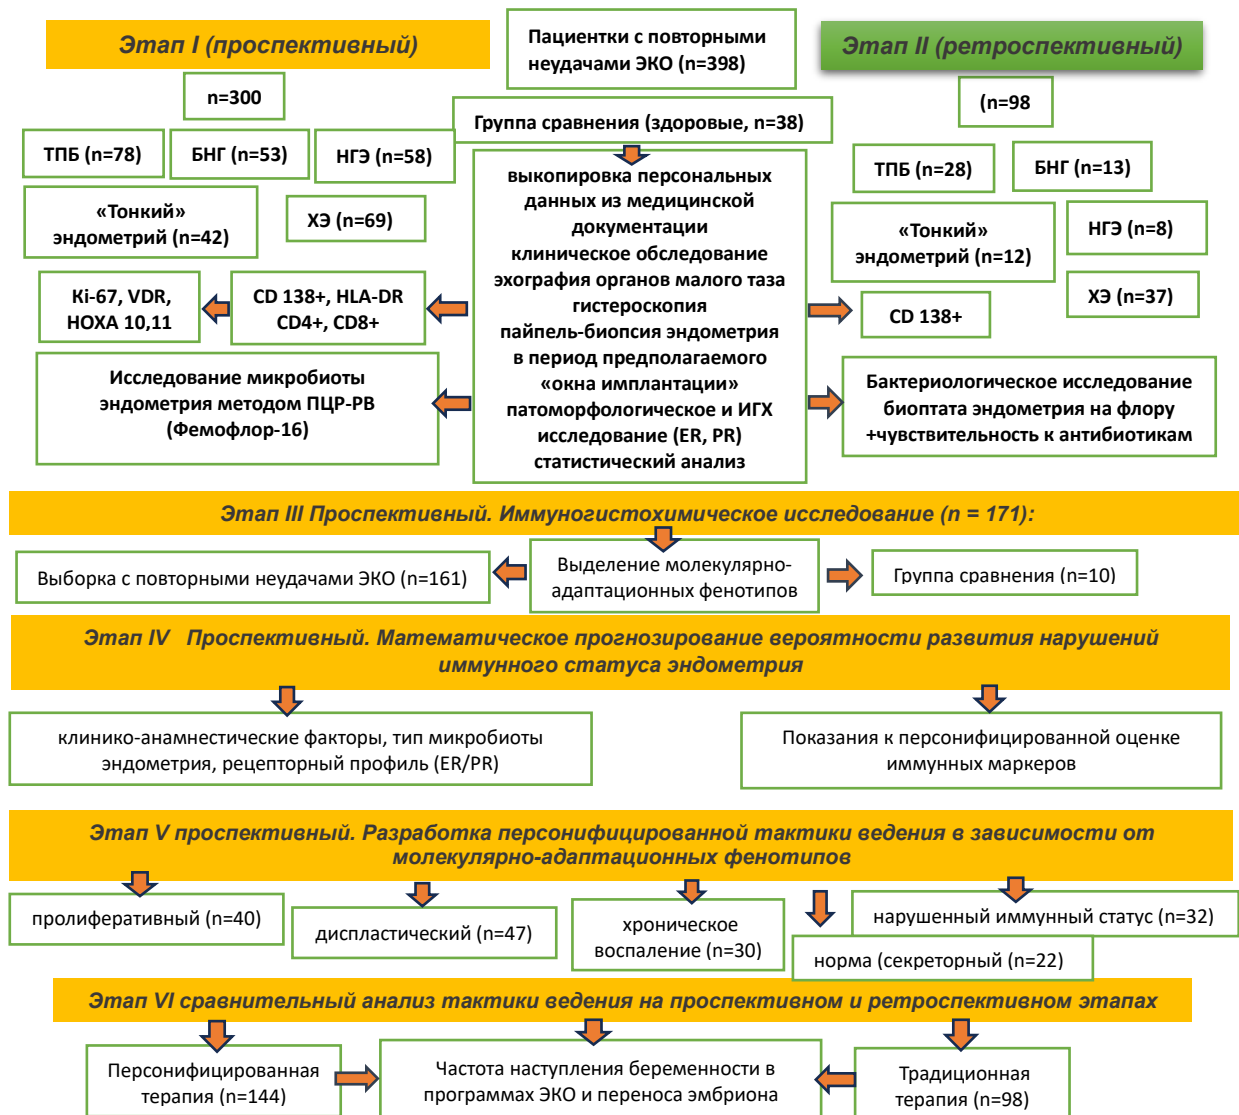 Этап I (проспективный)
Пациентки с повторными
неудачами ЭКО (n=398)
Этап II (ретроспективный)
n=300
(n=98
Группа сравнения (здоровые, n=38)
ТПБ (n=78)
БНГ (n=53)
НГЭ (n=58)
«Тонкий»
эндометрий (n=42)
ХЭ (n=69)
Ki-67, VDR,
HOXA 10,11
CD 138+, HLA-DR
CD4+, CD8+
Исследование микробиоты
эндометрия методом ПЦР-РВ
(Фемофлор-16)
выкопировка персональных
данных из медицинской
документации
клиническое обследование
эхография органов малого таза
гистероскопия
пайпель-биопсия эндометрия
в период предполагаемого
«окна имплантации»
патоморфологическое и ИГХ
исследование (ER, PR)
статистический анализ
ТПБ (n=28)
БНГ (n=13)
«Тонкий»
эндометрий (n=12)
НГЭ (n=8)
ХЭ (n=37)
CD 138+
Бактериологическое исследование
биоптата эндометрия на флору
+чувствительность к антибиотикам
Этап III Проспективный. Иммуногистохимическое исследование (n = 171):
Выборка с повторными неудачами ЭКО (n=161)
Выделение молекулярно-
адаптационных фенотипов
Группа сравнения (n=10)
Этап IV Проспективный. Математическое прогнозирование вероятности развития нарушений
иммунного статуса эндометрия
клинико-анамнестические факторы, тип микробиоты
эндометрия, рецепторный профиль (ER/PR)
Показания к персонифицированной оценке
иммунных маркеров
Этап V проспективный. Разработка персонифицированной тактики ведения в зависимости от
молекулярно-адаптационных фенотипов
пролиферативный (n=40)
диспластический (n=47)
хроническое
воспаление (n=30)
нарушенный иммунный статус (n=32)
норма (секреторный (n=22)
Этап VI сравнительный анализ тактики ведения на проспективном и ретроспективном этапах
Персонифицированная
терапия (n=144)
Частота наступления беременности в
программах ЭКО и переноса эмбриона
Традиционная
терапия (n=98)